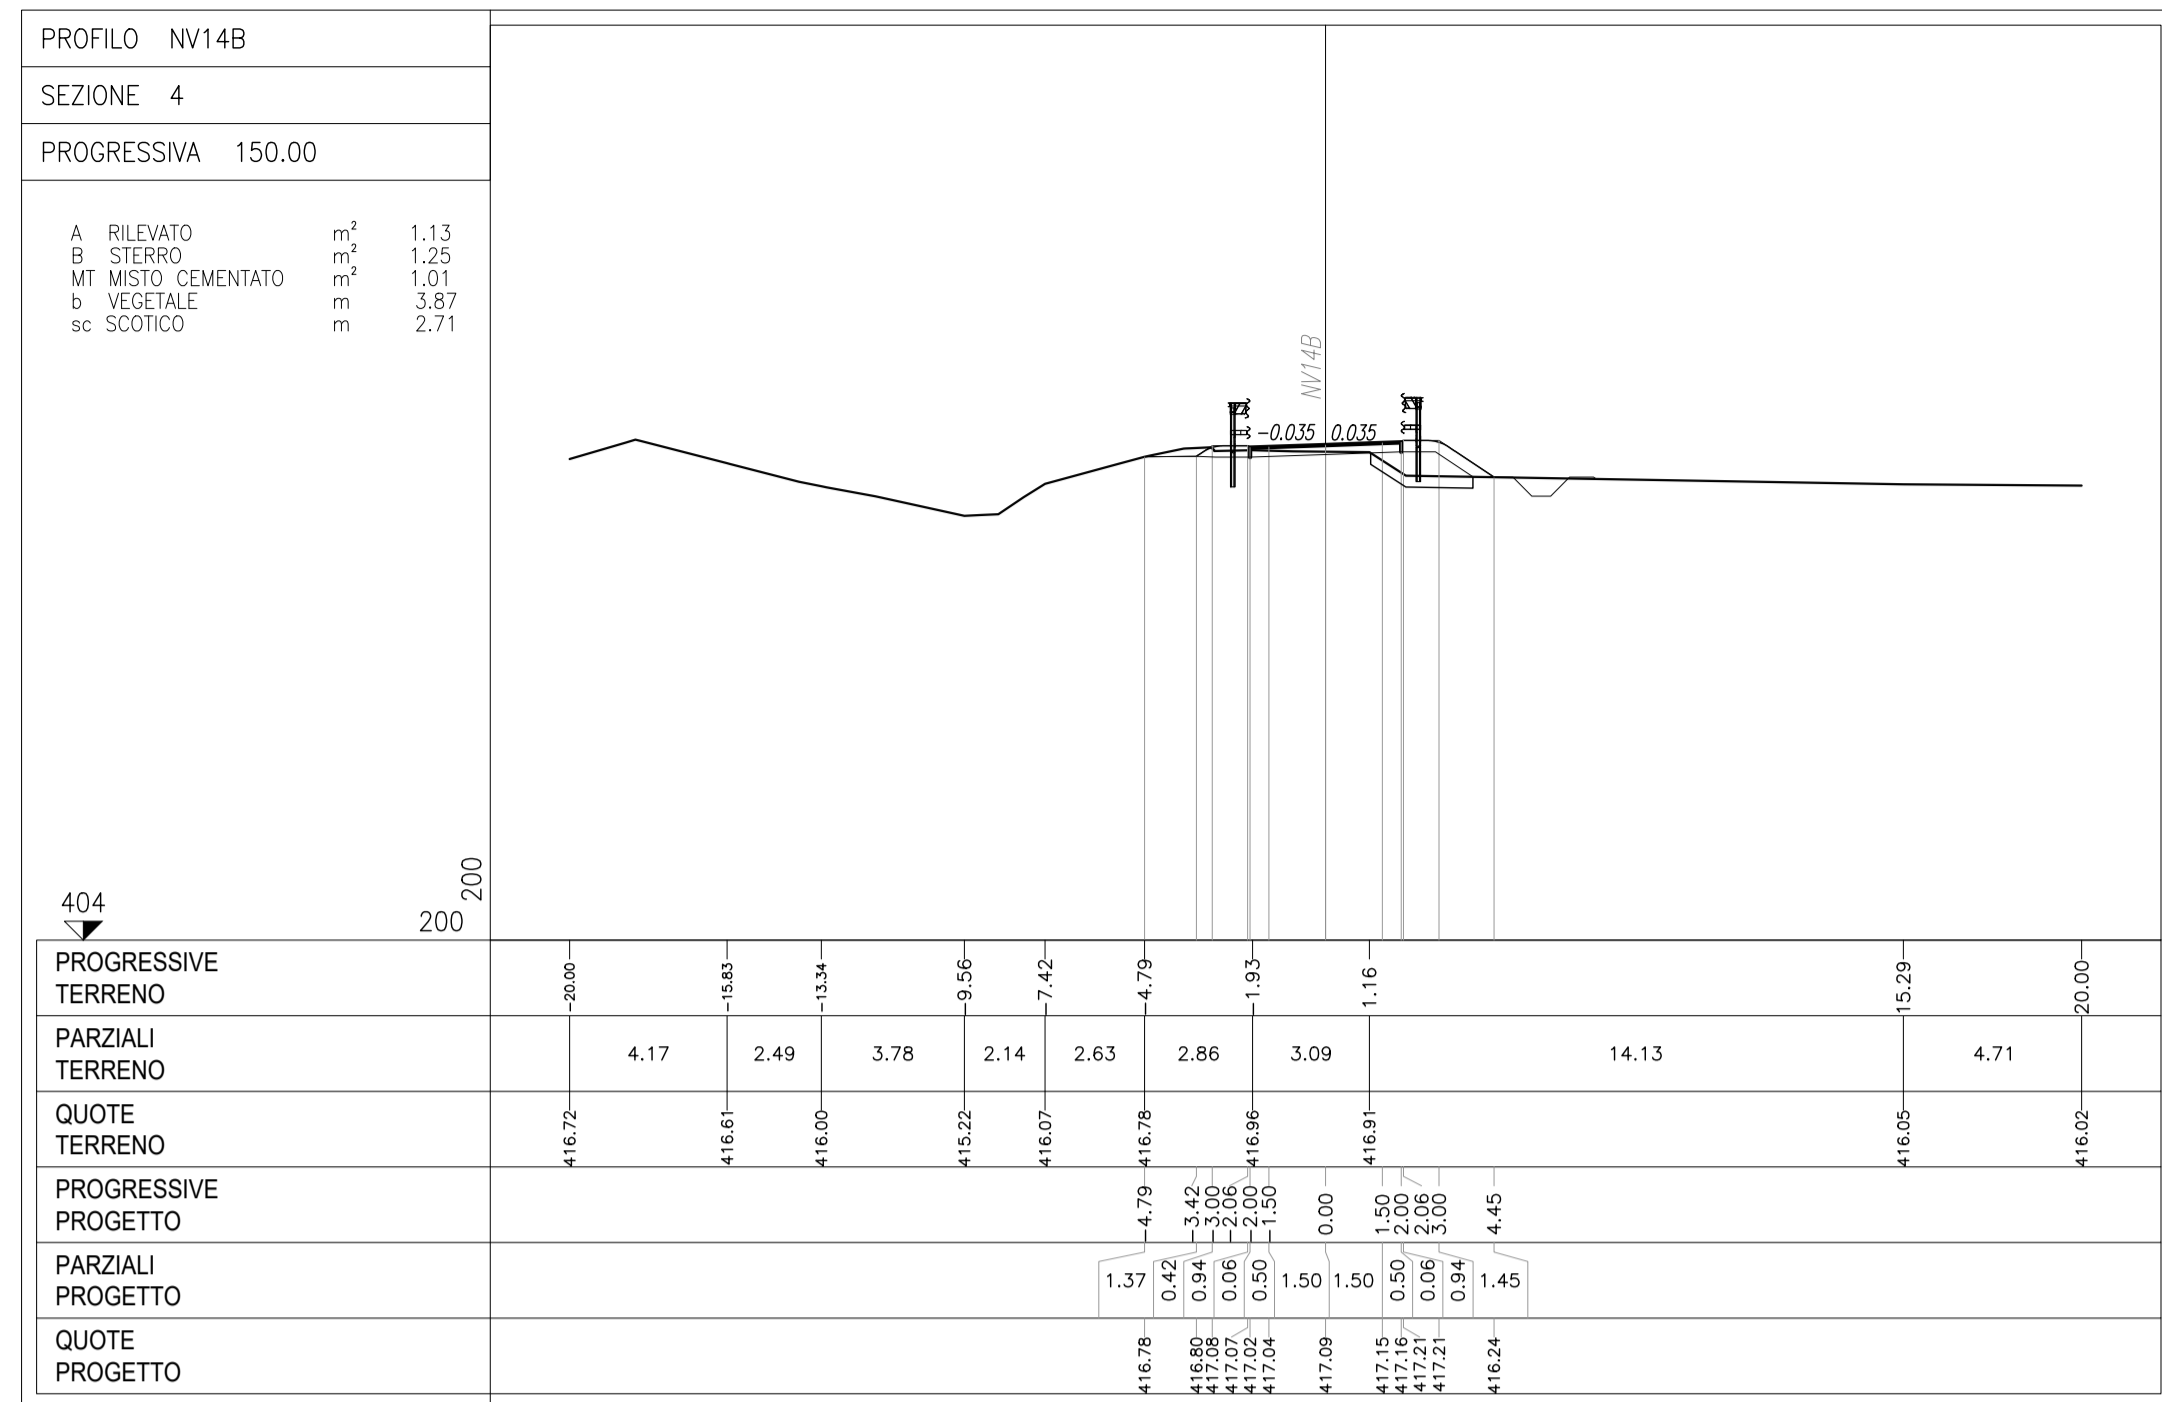 PROFILO NV14B
SEZIONE 4
PROGRESSIVA 150.00
A RILEVATO m² 1.13
B STERRO m² 1.25
MT MISTO CEMENTATO m² 1.01
b VEGETALE m 3.87
sc SCOTICO m 2.71
NV14B
-0.035 0.035
404
200
200
PROGRESSIVE TERRENO
-20.00 -15.83 -13.34 -9.56 -7.42 -4.79 -1.93 1.16 15.29 20.00
PARZIALI TERRENO
4.17 2.49 3.78 2.14 2.63 2.86 3.09 14.13 4.71
QUOTE TERRENO
416.72 416.61 416.00 415.22 416.07 416.78 416.96 416.91 416.05 416.02
PROGRESSIVE PROGETTO
-4.79 -3.42 -3.00 -2.06 -2.00 -1.50 0.00 1.50 2.00 2.06 3.00 4.45
PARZIALI PROGETTO
1.37 0.42 0.94 0.06 0.50 1.50 1.50 0.50 0.06 0.94 1.45
QUOTE PROGETTO
416.78 416.80 417.08 417.07 417.02 417.04 417.09 417.15 417.16 417.21 417.21 416.24